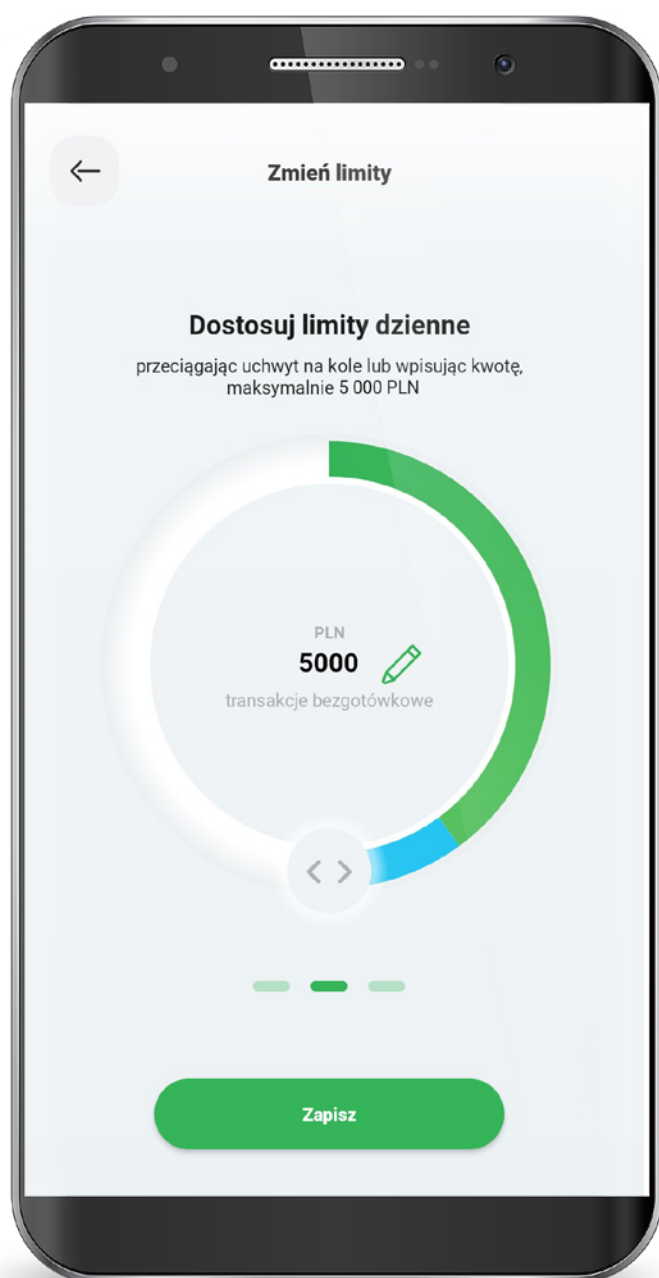 Zmień limity
Dostosuj limity dzienne
przeciągając uchwyt na kole lub wpisując kwotę,
maksymalnie 5 000 PLN
PLN
5000
transakcje bezgotówkowe
Zapisz